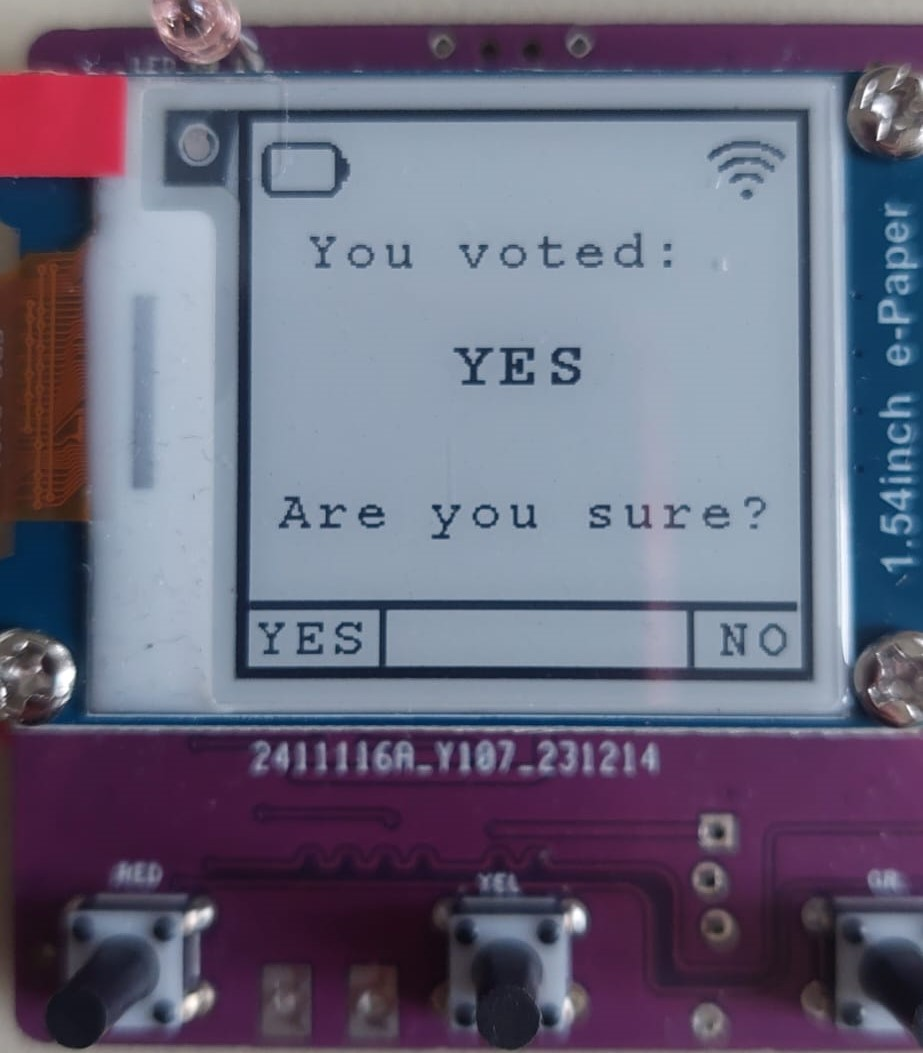 You voted:
YES
Are you sure?
YES
NO
1.54inch e-Paper
2411116A_Y107_231214
RED
YEL
GR